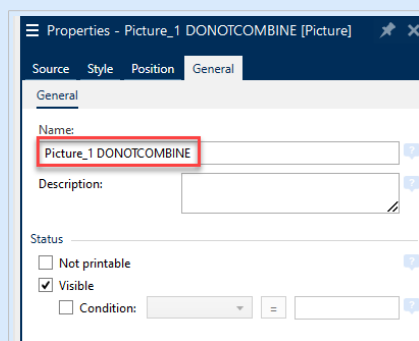 Properties - Picture_1 DONOTCOMBINE [Picture]
Source Style Position General
General
Name:
Picture_1 DONOTCOMBINE
Description:
Status
Not printable
Visible
Condition: =